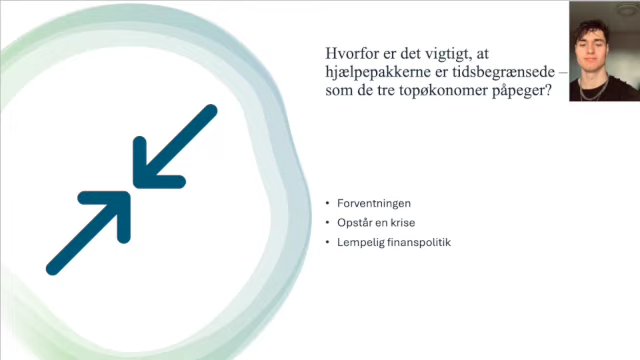 Hvorfor er det vigtigt, at
hjælpepakkerne er tidsbegrænsede –
som de tre topøkonomer påpeger?
• Forventningen
• Opstår en krise
• Lempelig finanspolitik